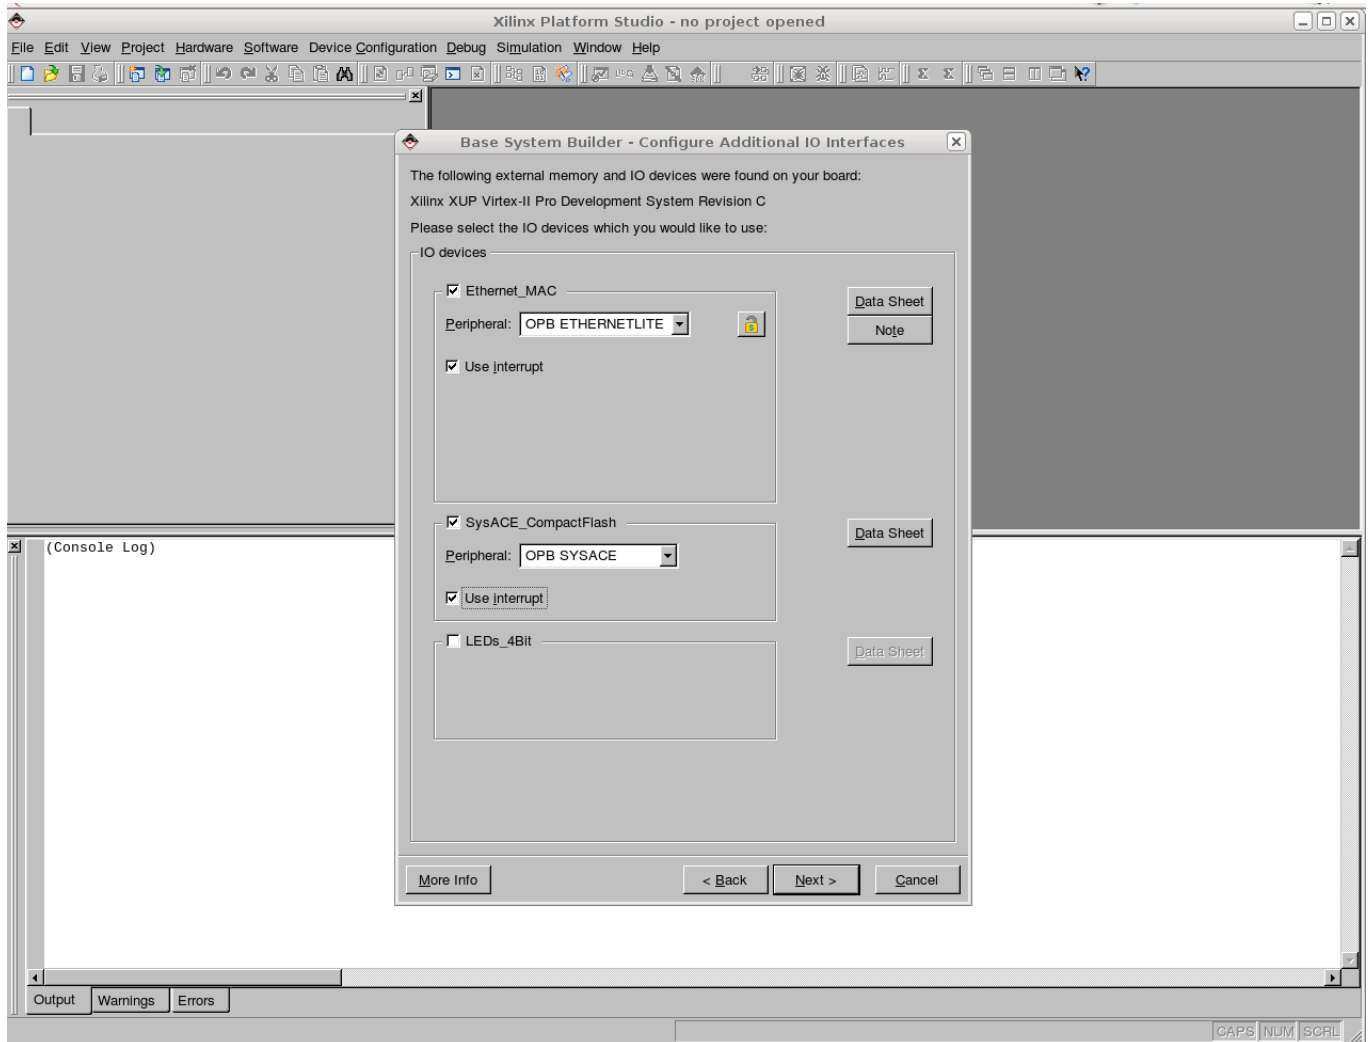 Xilinx Platform Studio - no project opened
File Edit View Project Hardware Software Device Configuration Debug Simulation Window Help
Base System Builder - Configure Additional IO Interfaces
The following external memory and IO devices were found on your board:
Xilinx XUP Virtex-II Pro Development System Revision C
Please select the IO devices which you would like to use:
IO devices
Ethernet_MAC
Data Sheet
Peripheral: OPB ETHERNETLITE
Note
Use interrupt
SysACE_CompactFlash
Data Sheet
Peripheral: OPB SYSACE
Use interrupt
LEDs_4Bit
Data Sheet
More Info < Back Next > Cancel
(Console Log)
Output Warnings Errors
CAPS NUM SCRL